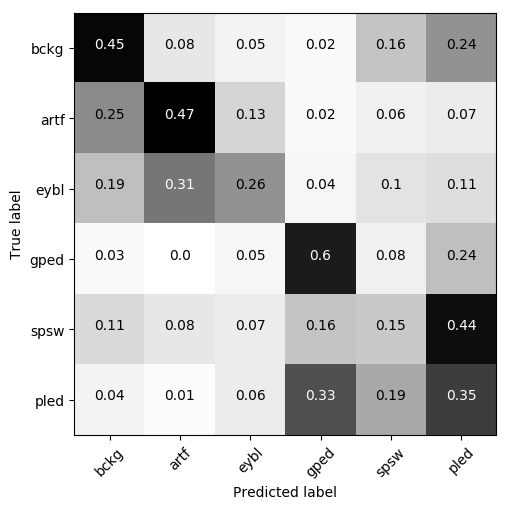 bckg 0.45 0.08 0.05 0.02 0.16 0.24
artf 0.25 0.47 0.13 0.02 0.06 0.07
eybl 0.19 0.31 0.26 0.04 0.1 0.11
gped 0.03 0.0 0.05 0.6 0.08 0.24
spsw 0.11 0.08 0.07 0.16 0.15 0.44
pled 0.04 0.01 0.06 0.33 0.19 0.35
True label
bckg artf eybl gped spsw pled
Predicted label